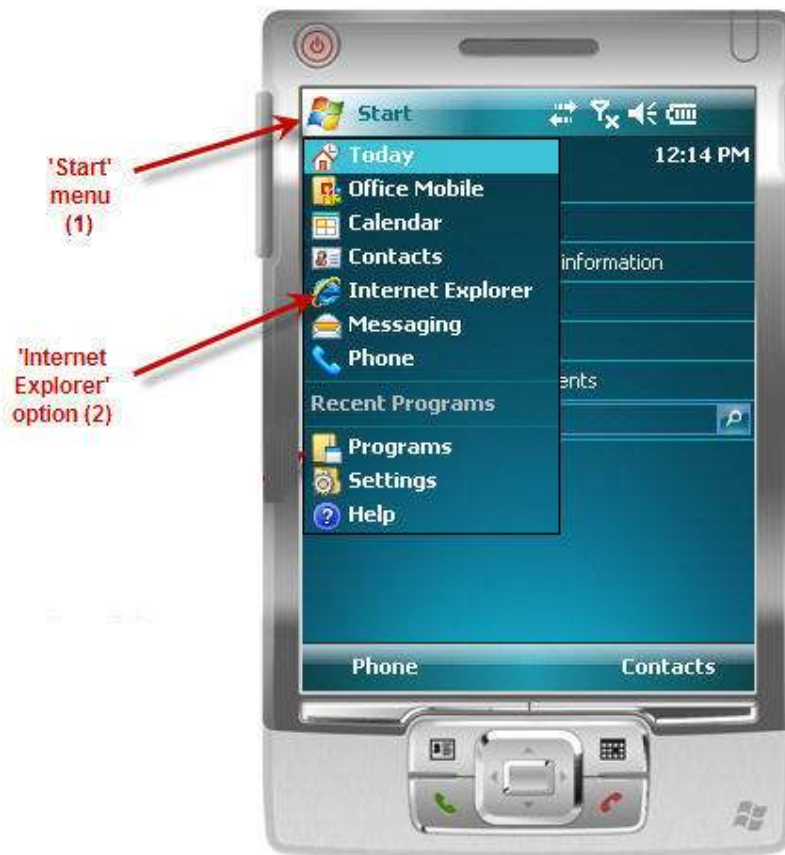 Start
'Start'
menu
(1)
Today
12:14 PM
Office Mobile
Calendar
Contacts
information
Internet Explorer
Messaging
'Internet
Explorer'
option (2)
Phone
ents
Recent Programs
Programs
Settings
Help
Phone
Contacts